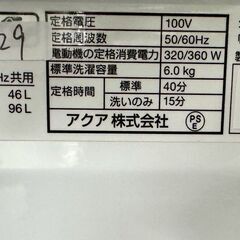 29
定格電圧 100V
定格周波数 50/60Hz
電動機の定格消費電力 320/360 W
Hz共用
標準洗濯容量 6.0 kg
46 L
定格時間 標準 40分
96 L
洗いのみ 15分
アクア 株式会社
PS
E